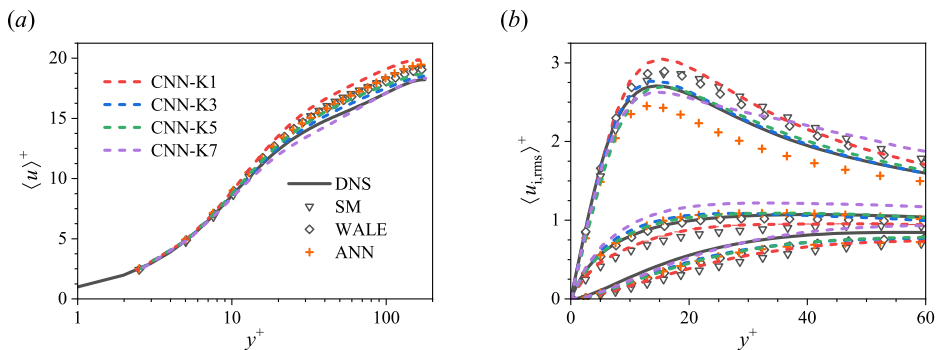 (a)
20
15
10
5
0
⟨u⟩⁺
CNN-K1
CNN-K3
CNN-K5
CNN-K7
DNS
SM
WALE
ANN
1 10 100
y⁺
(b)
3
2
1
0
⟨u_{i,rms}⟩⁺
0 20 40 60
y⁺